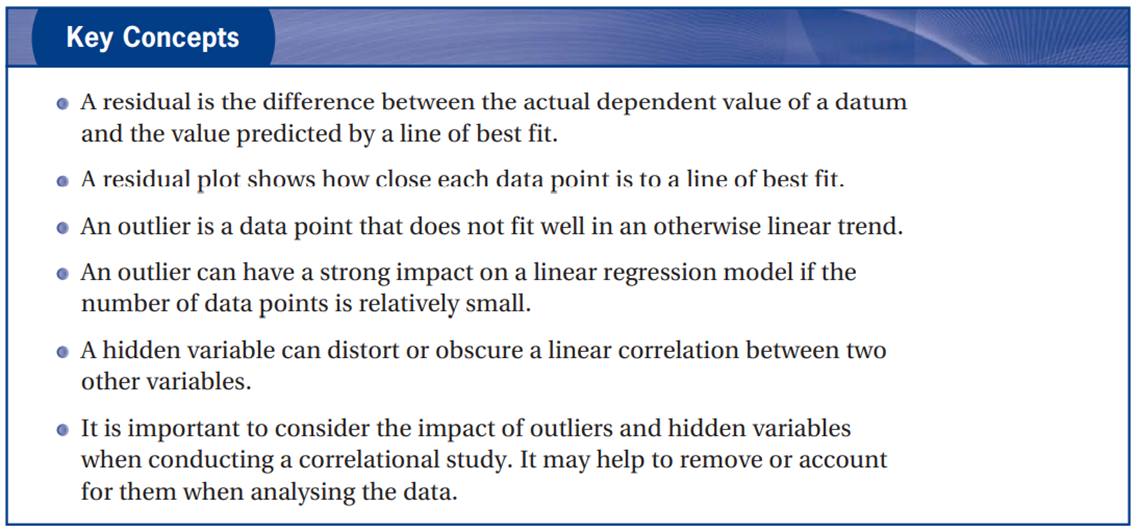 Key Concepts
A residual is the difference between the actual dependent value of a datum
and the value predicted by a line of best fit.
A residual plot shows how close each data point is to a line of best fit.
An outlier is a data point that does not fit well in an otherwise linear trend.
An outlier can have a strong impact on a linear regression model if the
number of data points is relatively small.
A hidden variable can distort or obscure a linear correlation between two
other variables.
It is important to consider the impact of outliers and hidden variables
when conducting a correlational study. It may help to remove or account
for them when analysing the data.